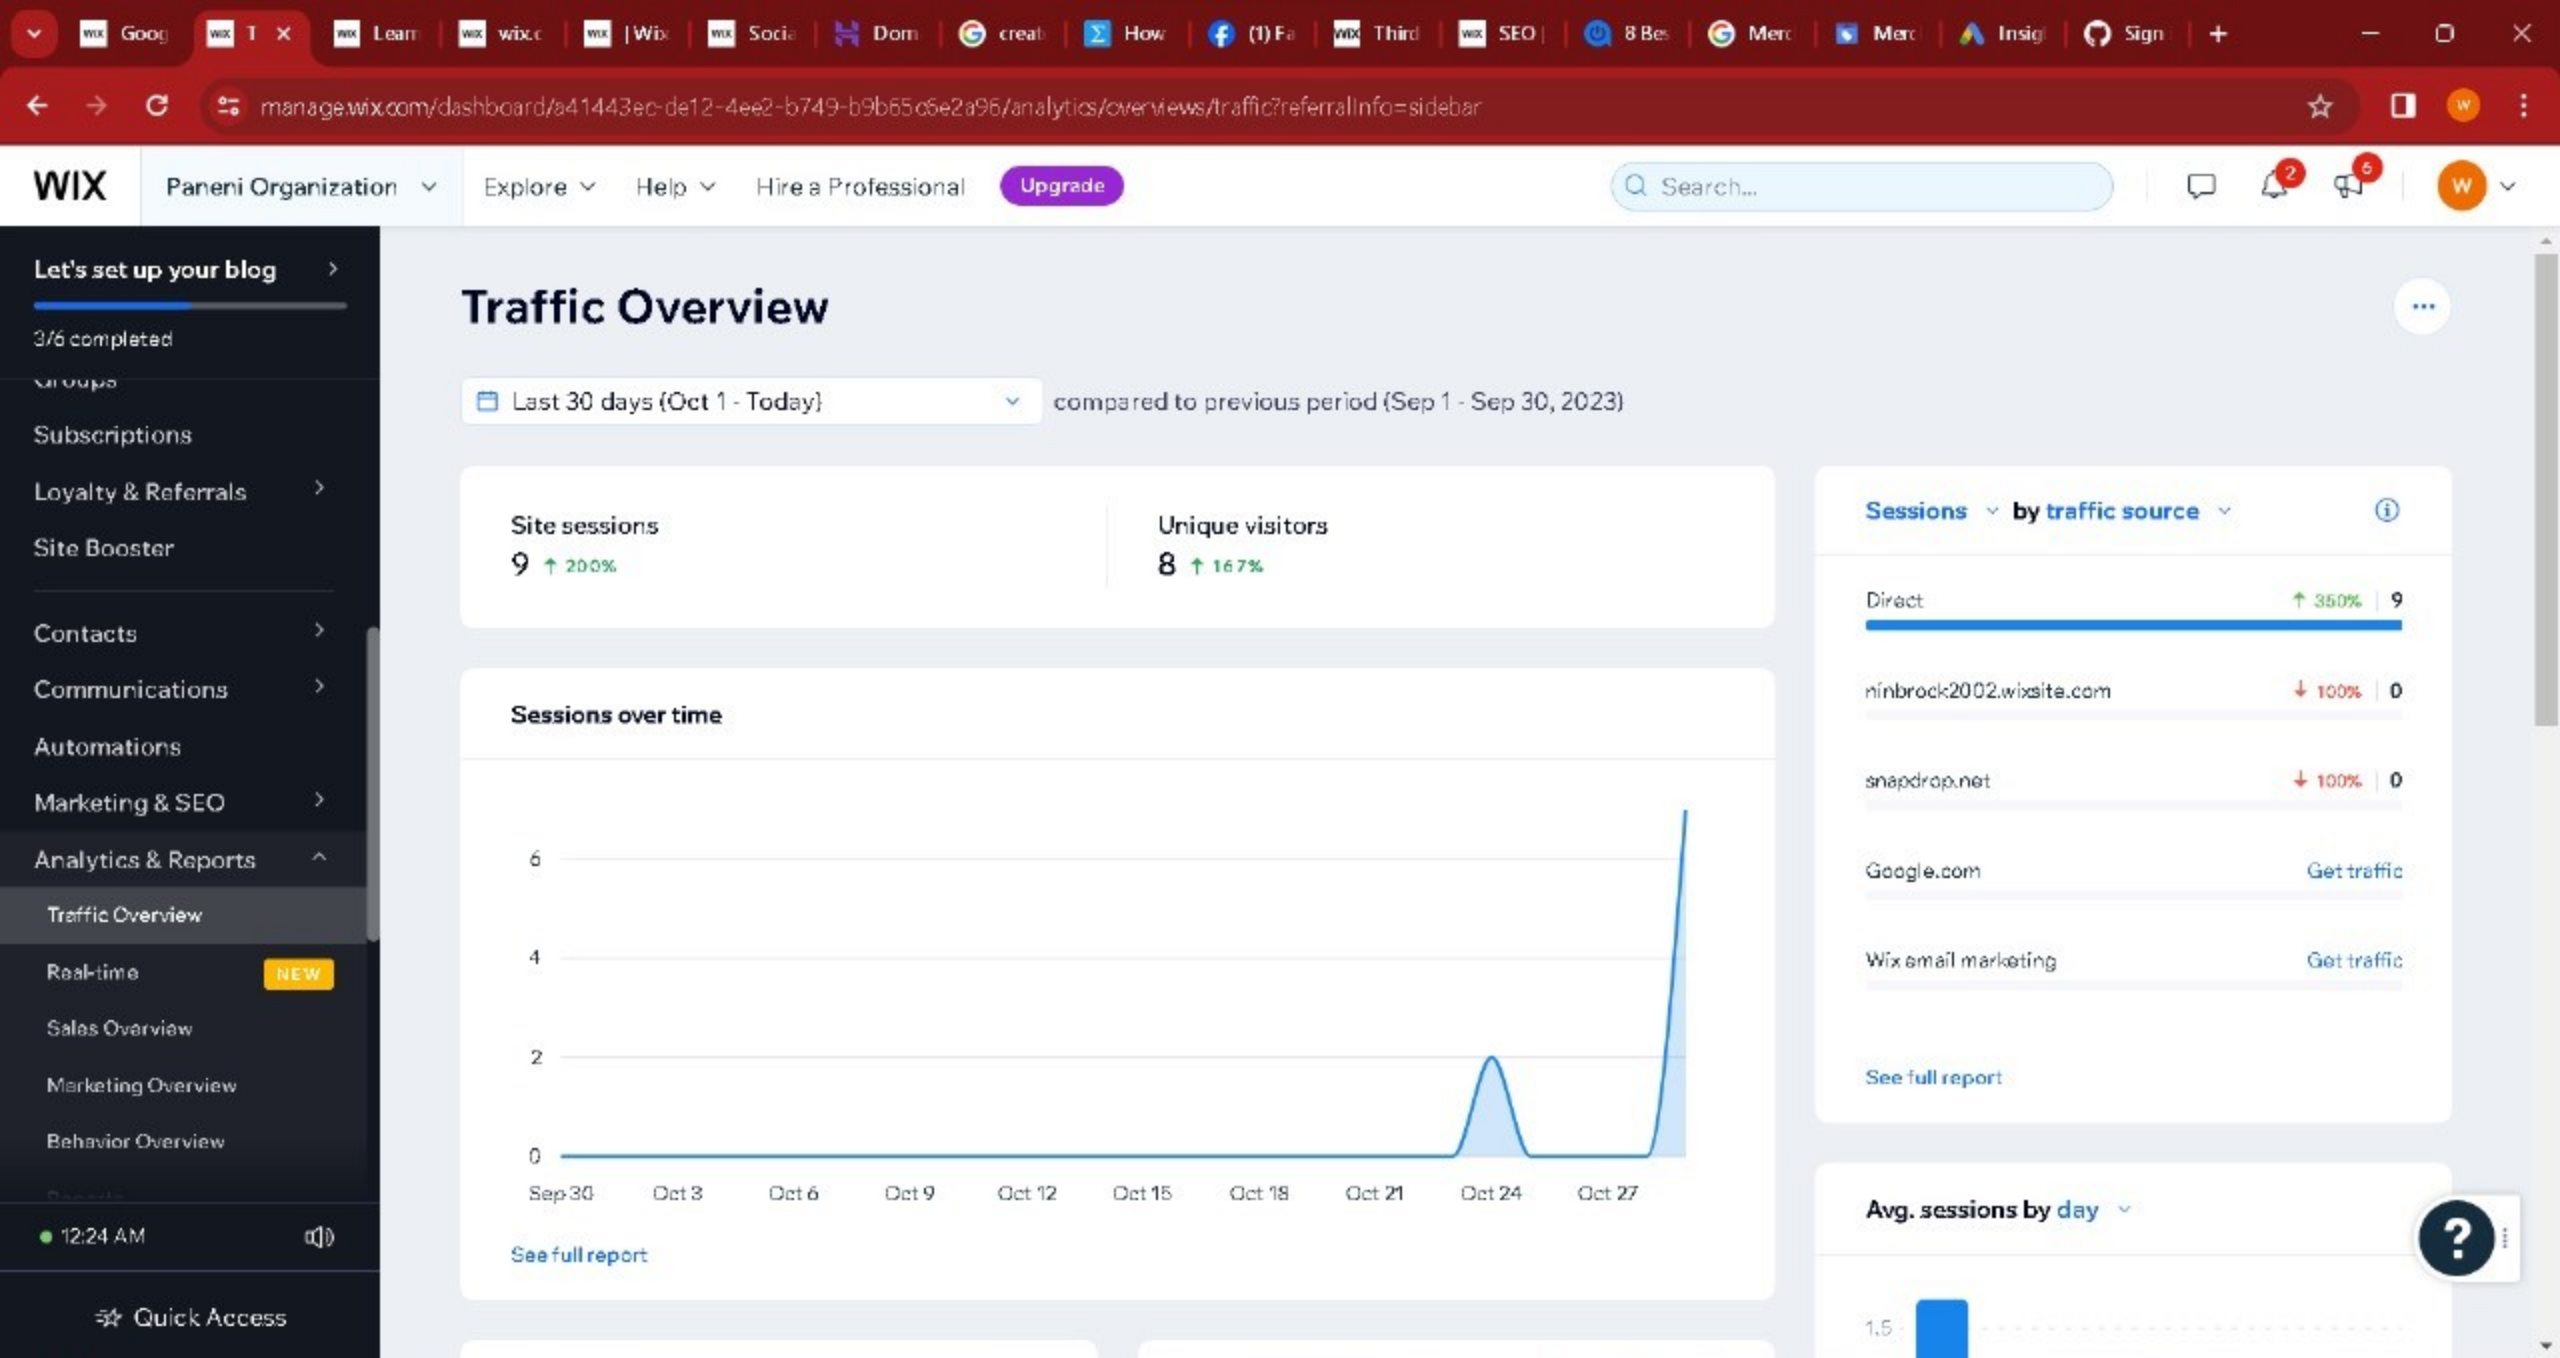 Goog
T
Learn
wix.c
| Wix
Socia
Dom
creat
How
(1) Fa
Third
SEO |
8 Bes
Merc
Merc
Insig
Sign
manage.wix.com/dashboard/a41443ec-de12-4ee2-b749-b9b65c6e2a96/analytics/overviews/traffic?referralInfo=sidebar
W
WIX
Paneni Organization
Explore
Help
Hire a Professional
Upgrade
Search...
2
6
W
Let's set up your blog
3/6 completed
Groups
Subscriptions
Loyalty & Referrals
Site Booster
Contacts
Communications
Automations
Marketing & SEO
Analytics & Reports
Traffic Overview
Real-time NEW
Sales Overview
Marketing Overview
Behavior Overview
Reports
12:24 AM
Quick Access
Traffic Overview
Last 30 days (Oct 1 - Today) compared to previous period (Sep 1 - Sep 30, 2023)
Site sessions
9 ↑ 200%
Unique visitors
8 ↑ 167%
Sessions over time
6
4
2
0
Sep 30 Oct 3 Oct 6 Oct 9 Oct 12 Oct 15 Oct 18 Oct 21 Oct 24 Oct 27
See full report
Sessions by traffic source
Direct ↑ 350% 9
ninbrock2002.wixsite.com ↓ 100% 0
snapdrop.net ↓ 100% 0
Google.com Get traffic
Wix email marketing Get traffic
See full report
Avg. sessions by day
1.5
?